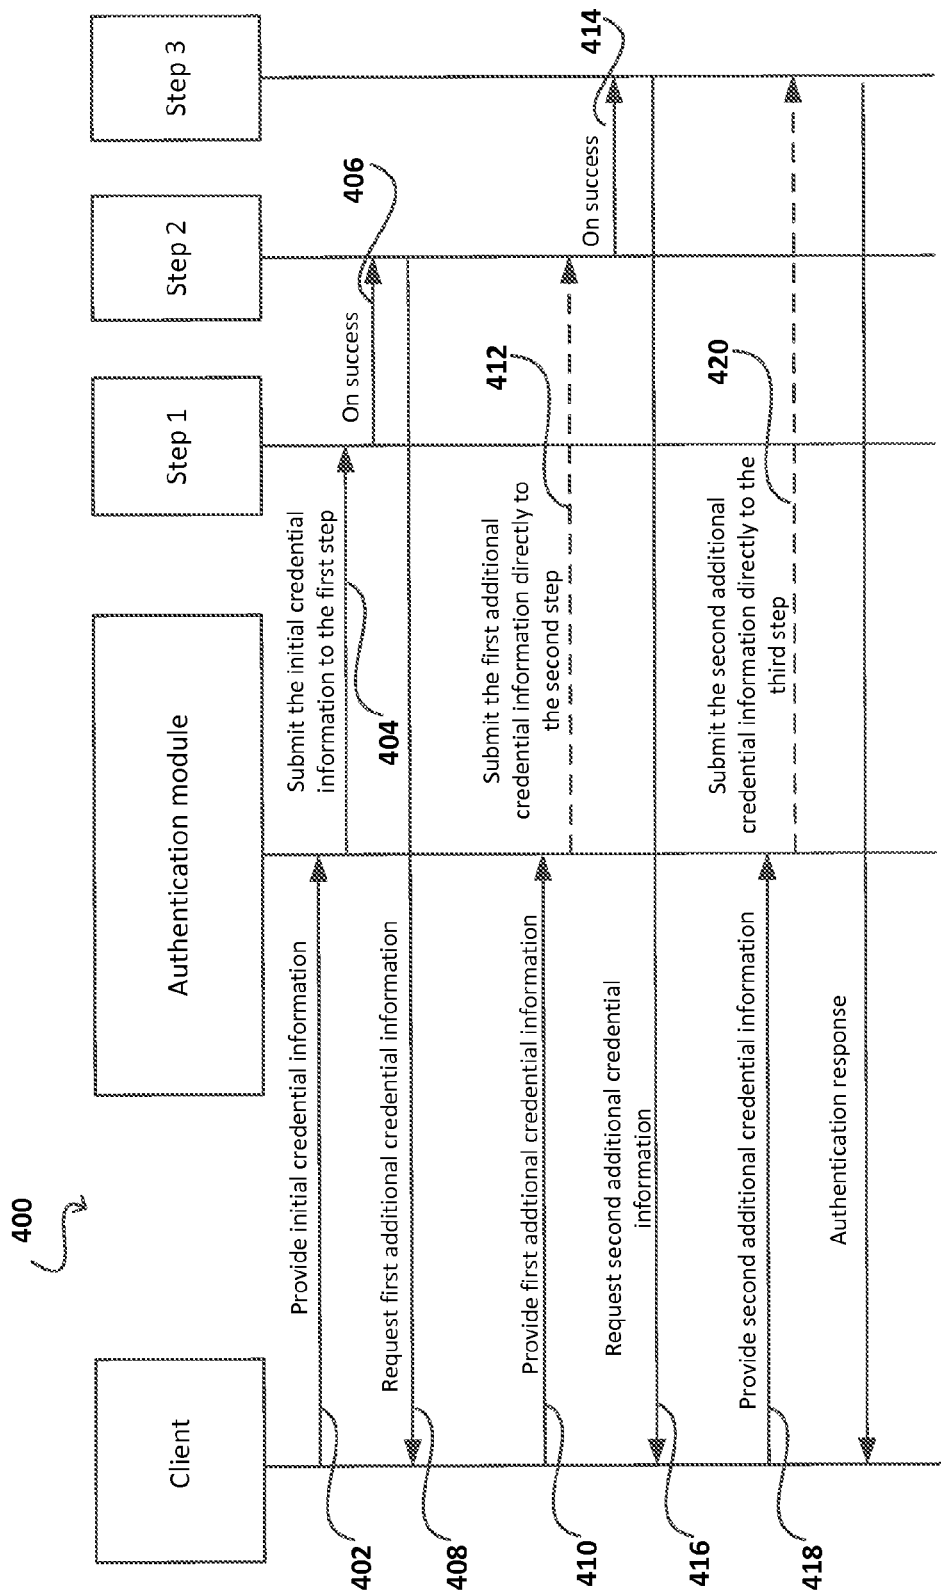 400
Client
Authentication module
Step 1
Step 2
Step 3
Provide initial credential information
402
Submit the initial credential
information to the first step
404
On success
406
Request first additional credential information
408
Provide first additional credential information
410
Submit the first additional
credential information directly to
the second step
412
On success
414
Request second additional credential
information
416
Provide second additional credential information
418
Submit the second additional
credential information directly to the
third step
420
Authentication response